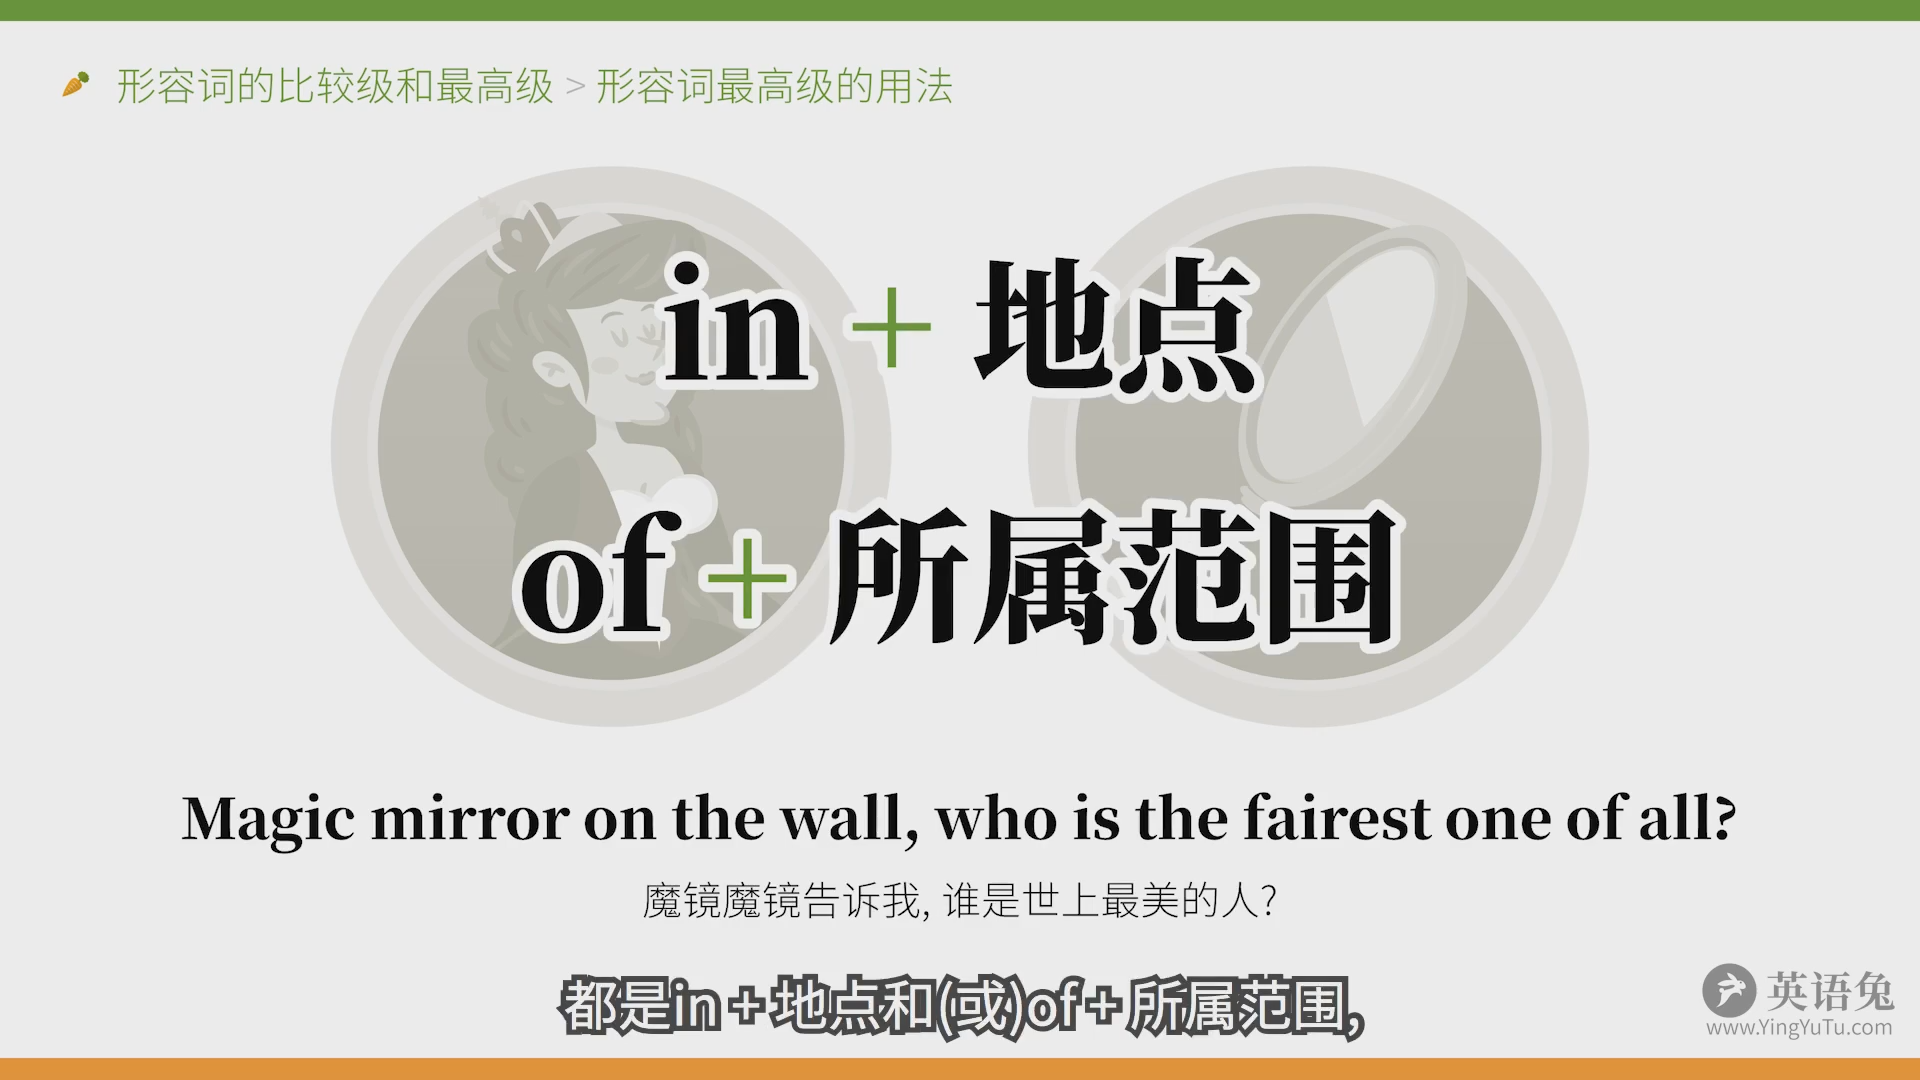 形容词的比较级和最高级 > 形容词最高级的用法
in + 地点
of + 所属范围
Magic mirror on the wall, who is the fairest one of all?
魔镜魔镜告诉我, 谁是世上最美的人?
都是in + 地点和(或)of + 所属范围,
英语兔
www.YingYuTu.com